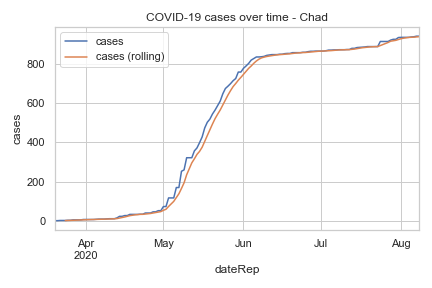 COVID-19 cases over time - Chad
cases
cases (rolling)
800
600
400
200
0
cases
Apr
2020
May
Jun
Jul
Aug
dateRep